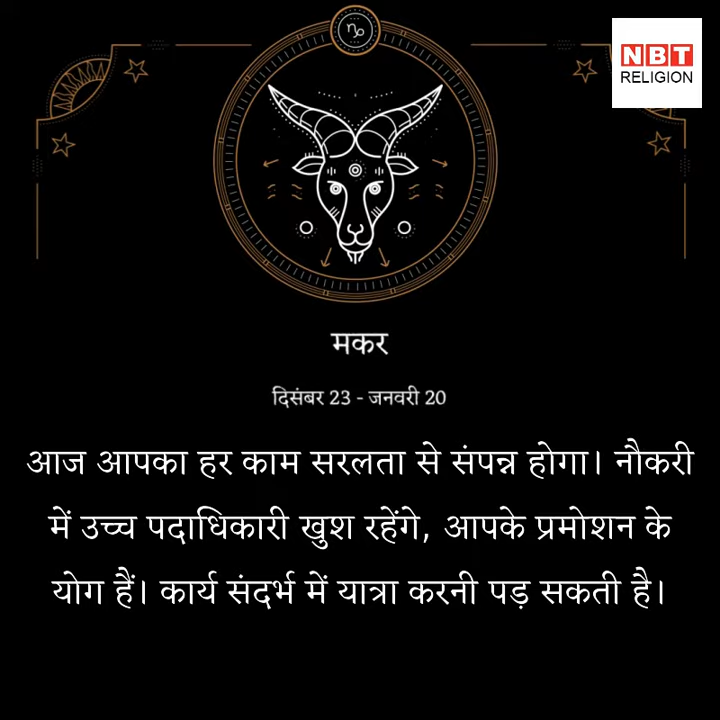 NBT
RELIGION
मकर
दिसंबर 23 - जनवरी 20
आज आपका हर काम सरलता से संपन्न होगा। नौकरी
में उच्च पदाधिकारी खुश रहेंगे, आपके प्रमोशन के
योग हैं। कार्य संदर्भ में यात्रा करनी पड़ सकती है।